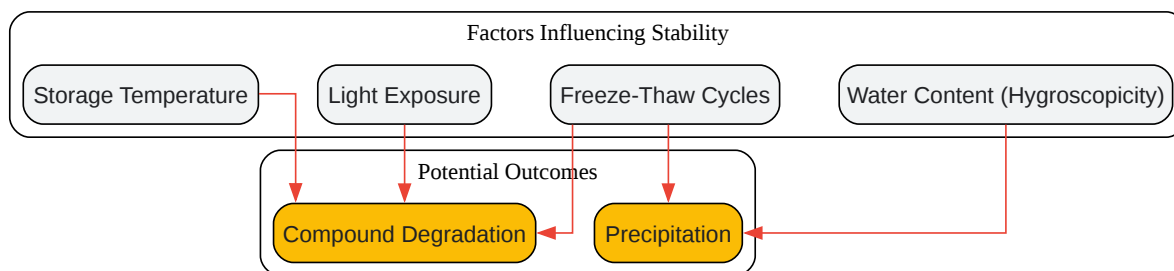 Factors Influencing Stability
Storage Temperature
Light Exposure
Freeze-Thaw Cycles
Water Content (Hygroscopicity)
Potential Outcomes
Compound Degradation
Precipitation